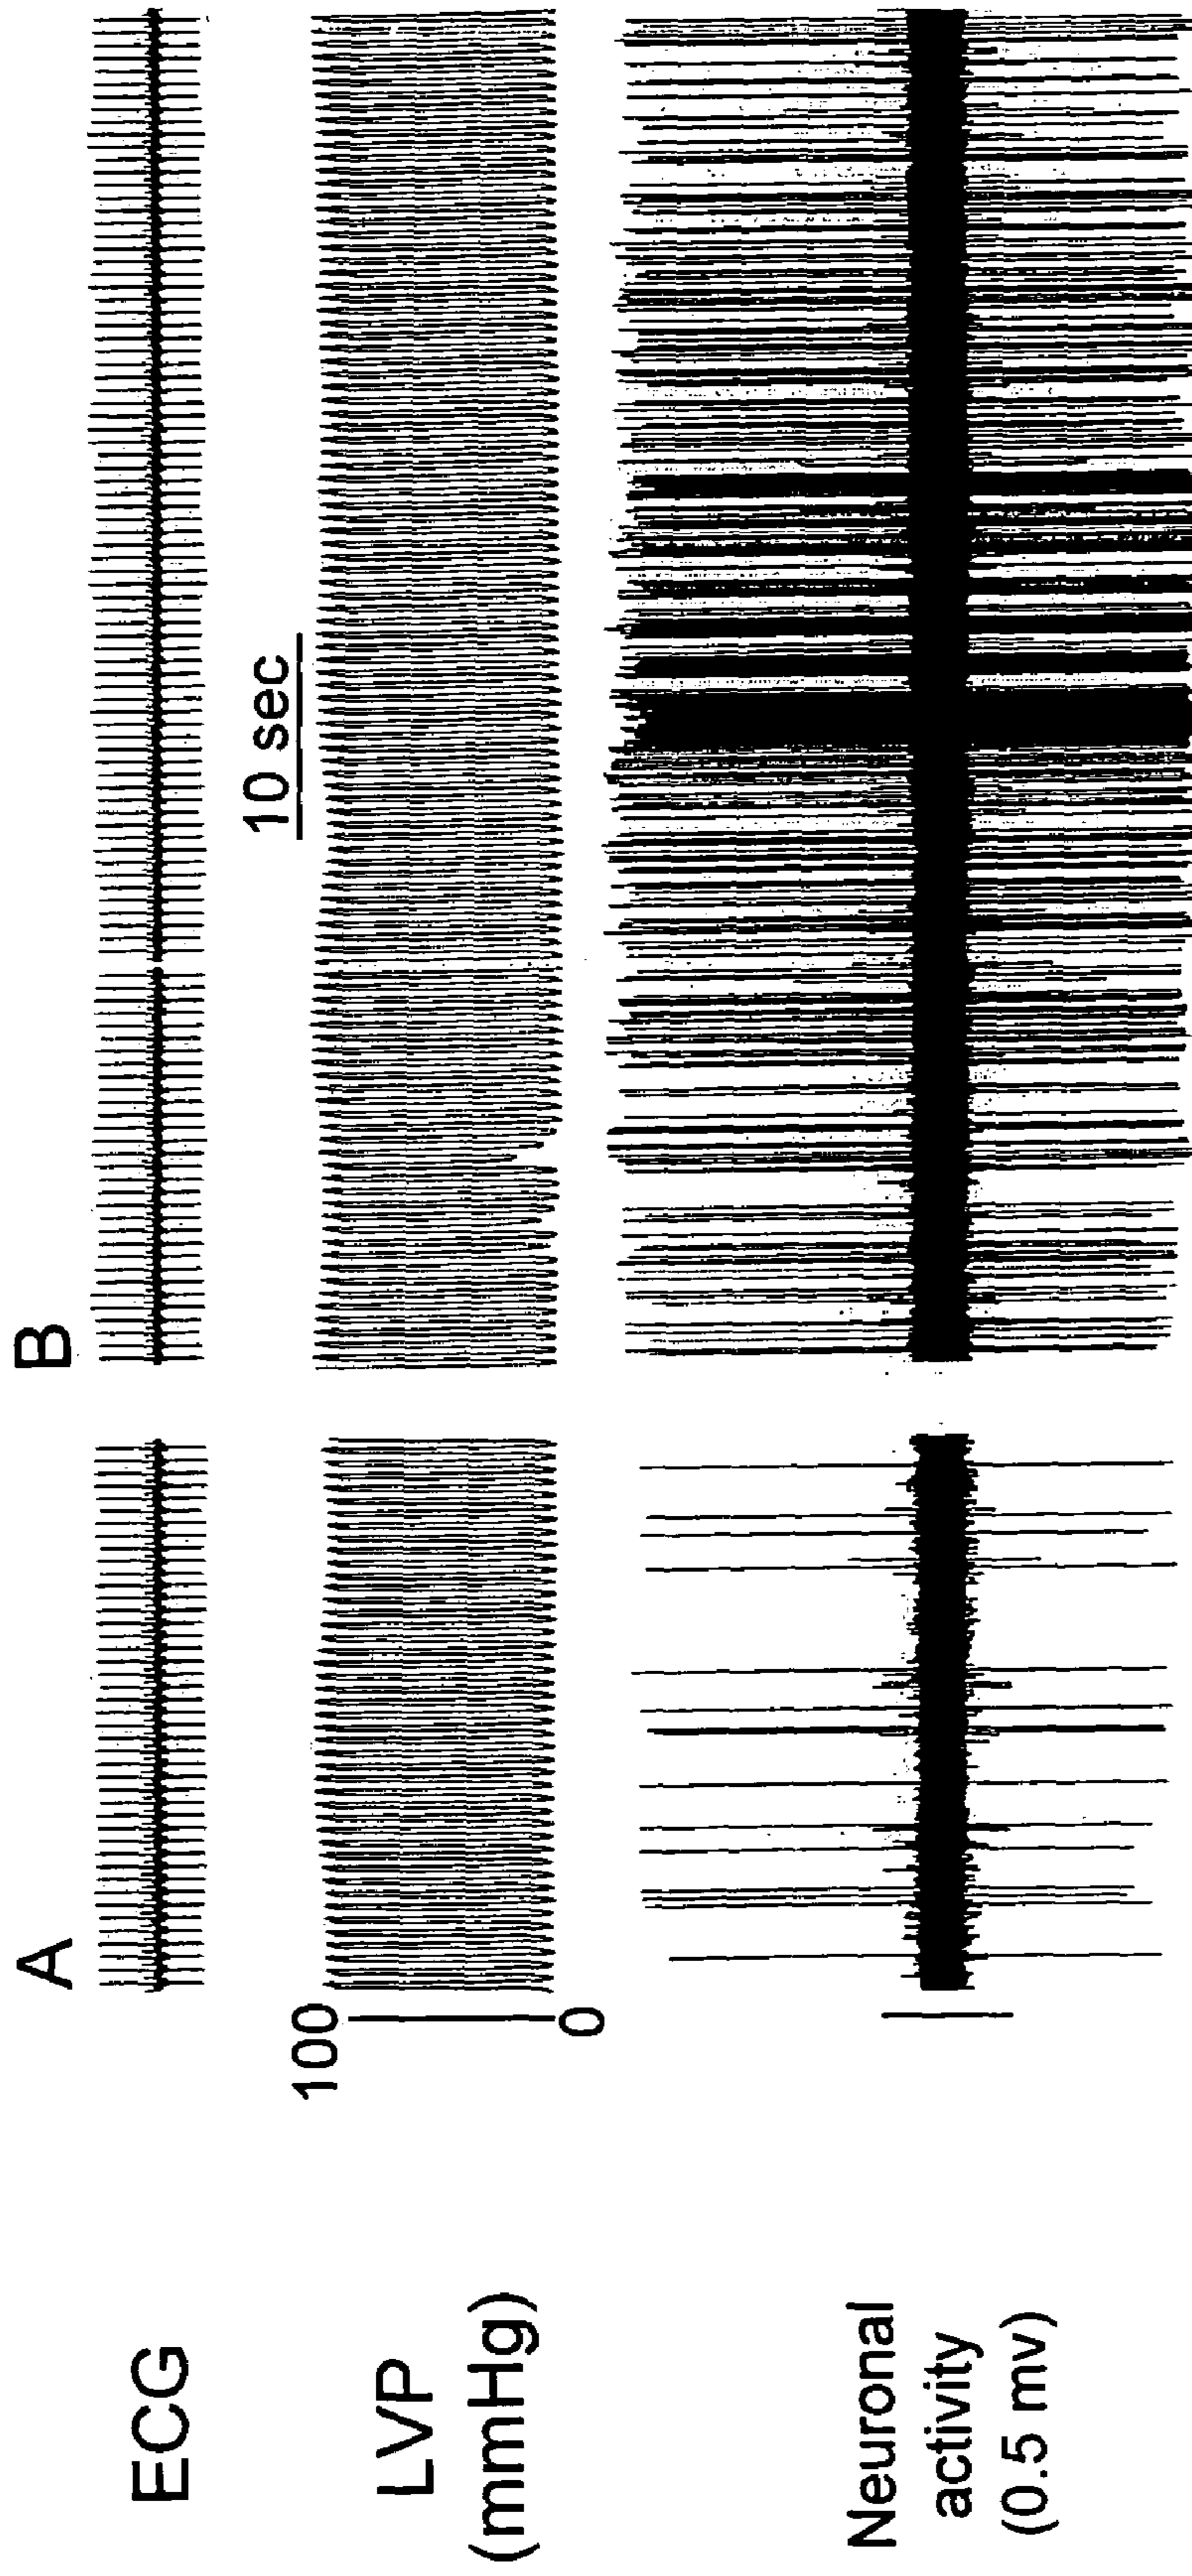 A
B
ECG
10 sec
LVP
(mmHg)
100
0
Neuronal
activity
(0.5 mv)